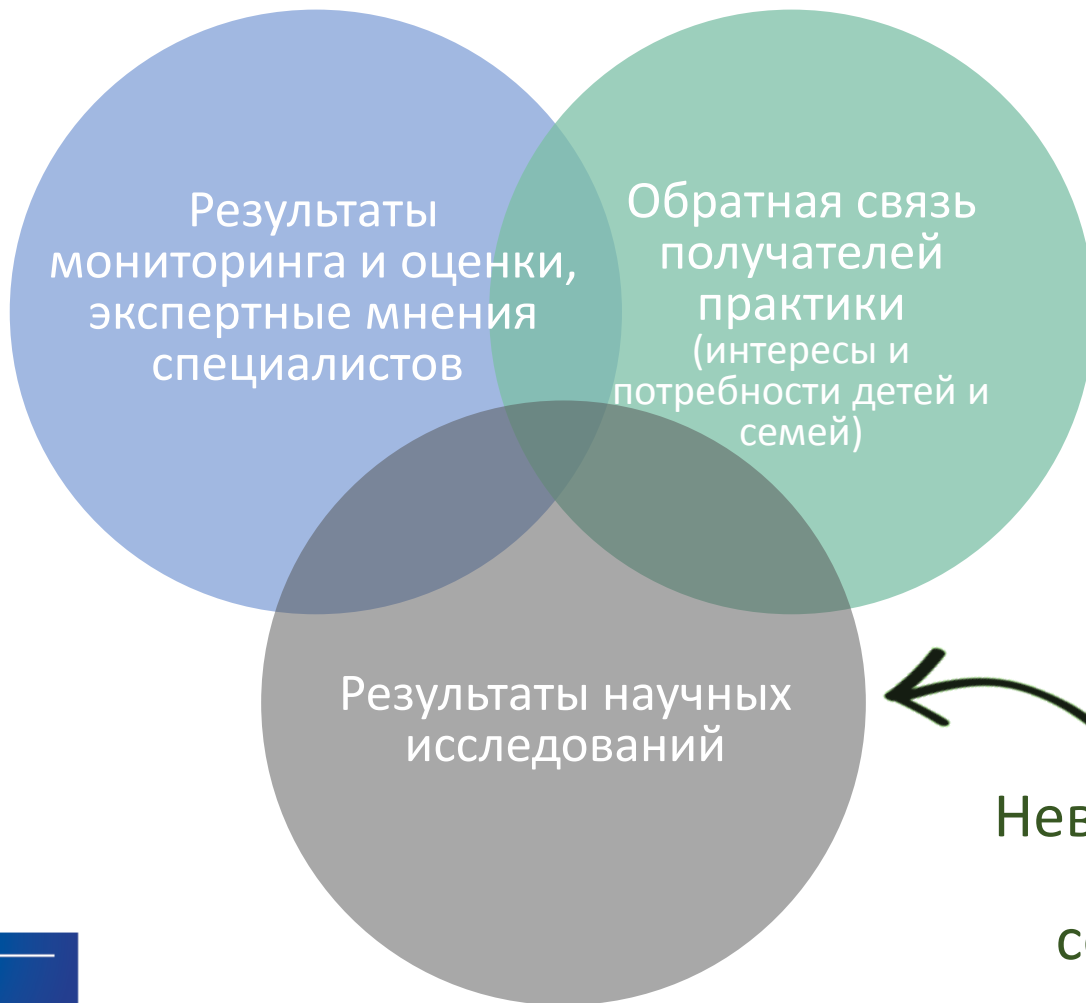 Результаты
мониторинга и оценки,
экспертные мнения
специалистов
Обратная связь
получателей
практики
(интересы и
потребности детей и
семей)
Результаты научных
исследований